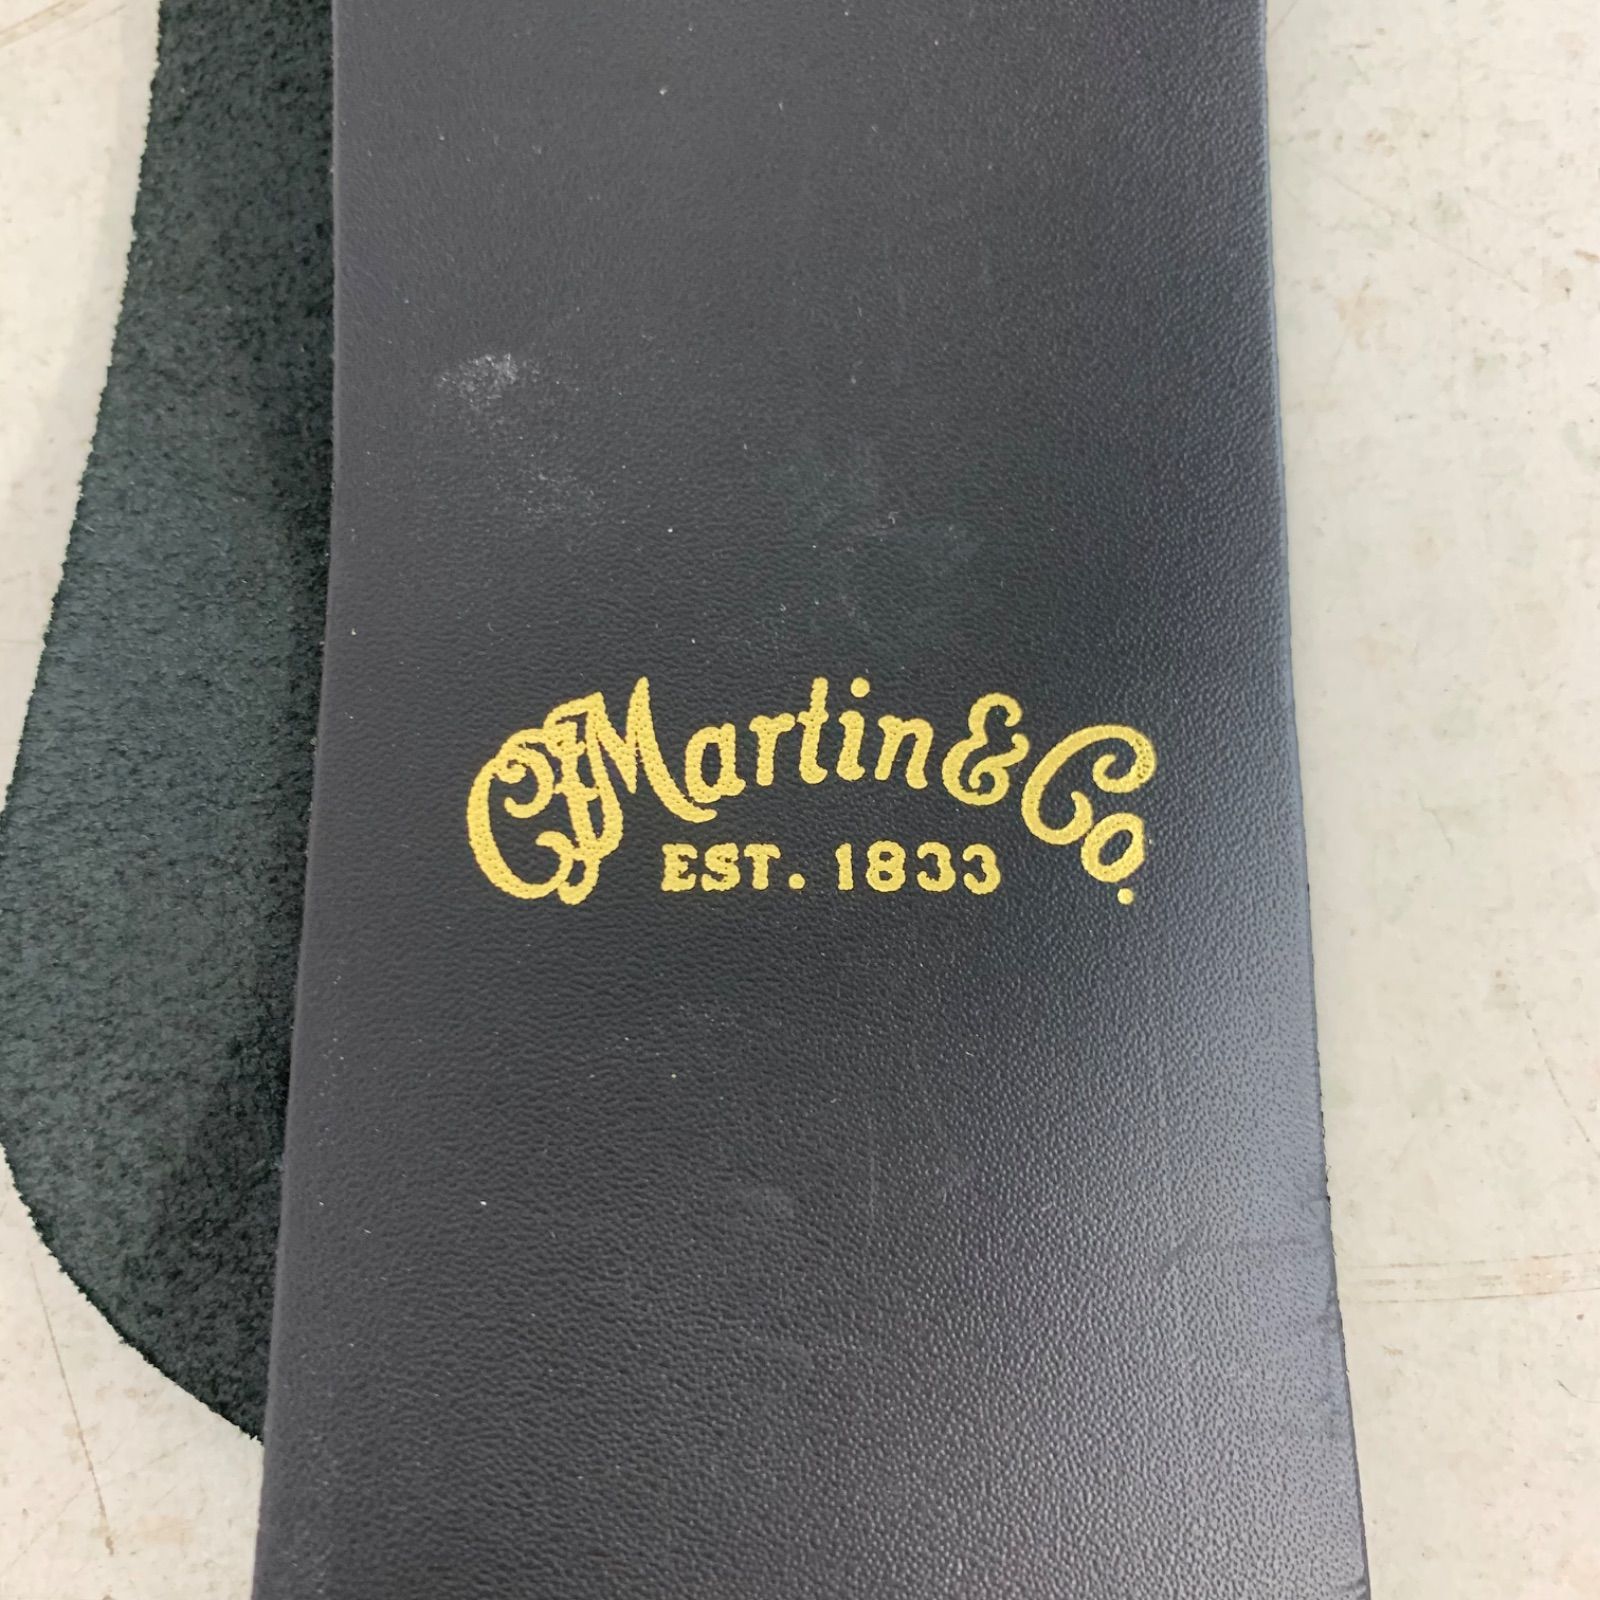 CFMartin & Co.
EST. 1833